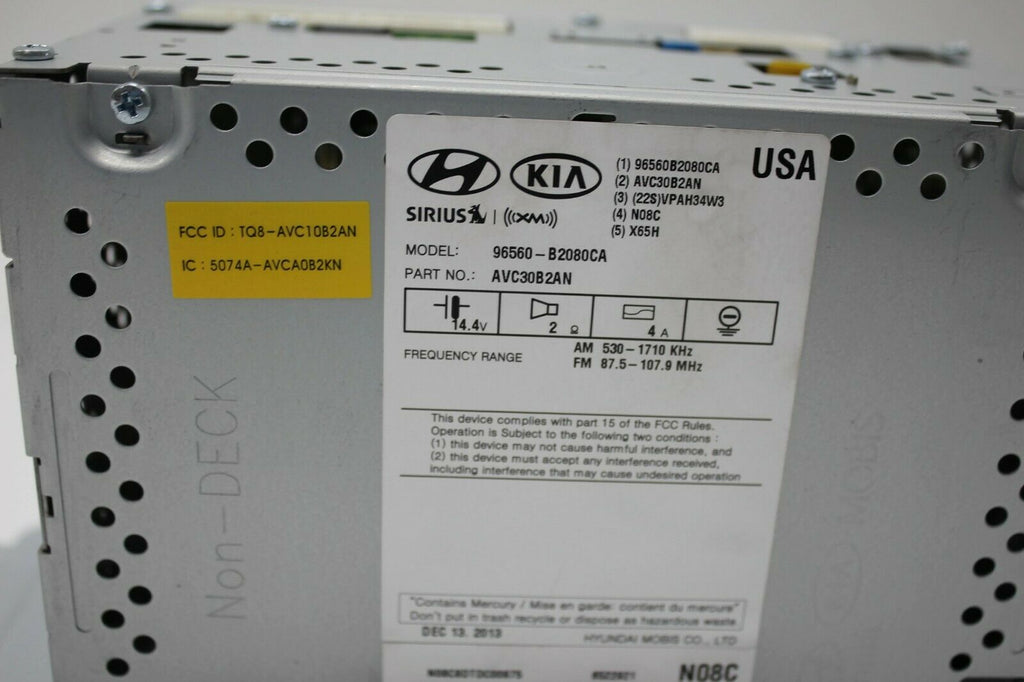 USA
KIA
(1) 96560B2080CA
(2) AVC30B2AN
(3) (22S)VPAH34W3
(4) N08C
(5) X65H
SIRIUS | ((XM))
FCC ID : TQ8-AVC10B2AN
IC : 5074A-AVCA0B2KN
MODEL: 96560-B2080CA
PART NO.: AVC30B2AN
14.4V 2 Ω 4 A
FREQUENCY RANGE AM 530-1710 KHz
FM 87.5-107.9 MHz
This device complies with part 15 of the FCC Rules.
Operation is Subject to the following two conditions :
(1) this device may not cause harmful interference, and
(2) this device must accept any interference received,
including interference that may cause undesired operation
Non-DECK
"Contains Mercury / Mise en garde: contient du mercure"
Don't put in trash recycle or dispose as hazardous waste.
DEC 13. 2013 HYUNDAI MOBIS CO., LTD
N08C